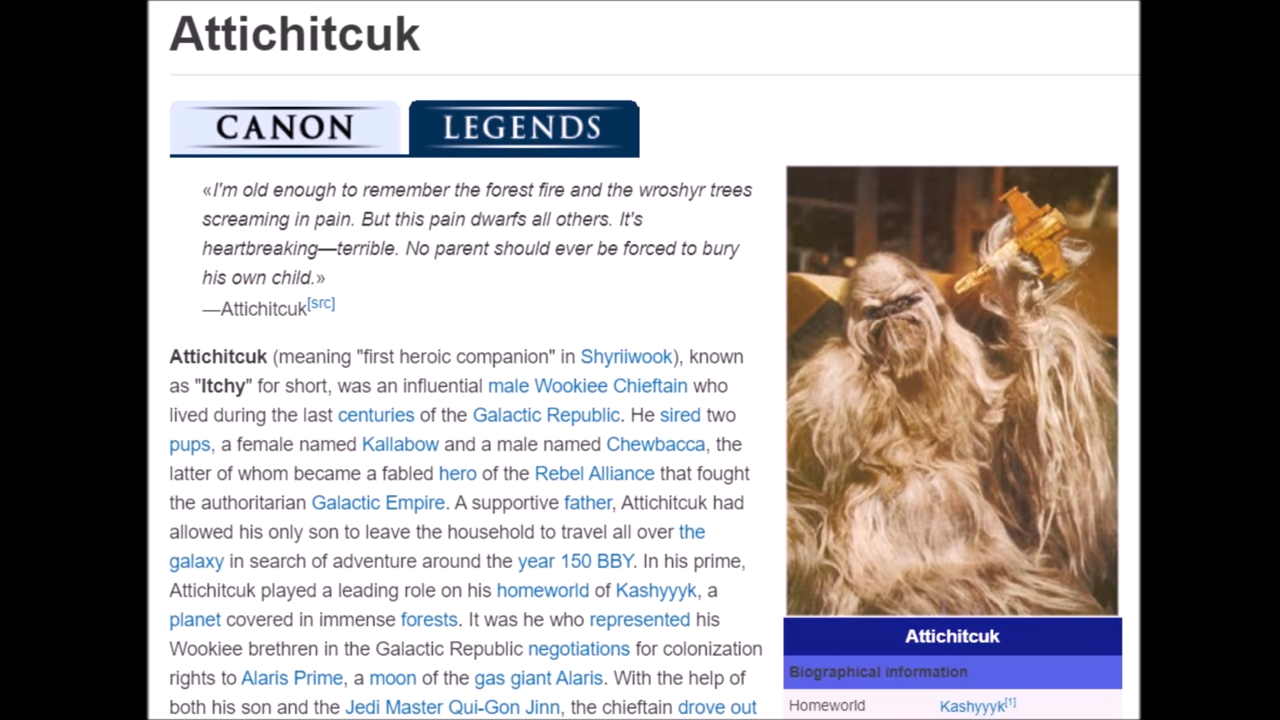 Attichitcuk
CANON
LEGENDS
«I'm old enough to remember the forest fire and the wroshyr trees
screaming in pain. But this pain dwarfs all others. It's
heartbreaking—terrible. No parent should ever be forced to bury
his own child.»
—Attichitcuk[src]
Attichitcuk (meaning "first heroic companion" in Shyriiwook), known
as "Itchy" for short, was an influential male Wookiee Chieftain who
lived during the last centuries of the Galactic Republic. He sired two
pups, a female named Kallabow and a male named Chewbacca, the
latter of whom became a fabled hero of the Rebel Alliance that fought
the authoritarian Galactic Empire. A supportive father, Attichitcuk had
allowed his only son to leave the household to travel all over the
galaxy in search of adventure around the year 150 BBY. In his prime,
Attichitcuk played a leading role on his homeworld of Kashyyyk, a
planet covered in immense forests. It was he who represented his
Wookiee brethren in the Galactic Republic negotiations for colonization
rights to Alaris Prime, a moon of the gas giant Alaris. With the help of
both his son and the Jedi Master Qui-Gon Jinn, the chieftain drove out
Attichitcuk
Biographical information
Homeworld Kashyyyk[1]